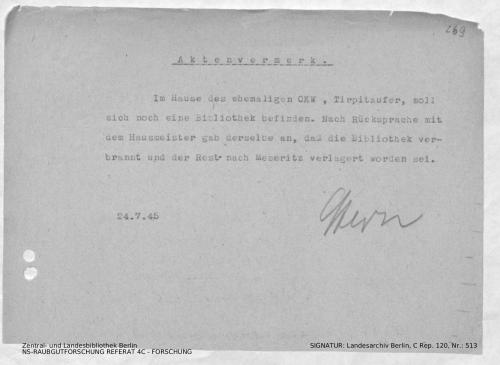 269
Aktenvermerk.
Im Hause des ehemaligen OKW , Tirpitzufer, soll
sich noch eine Bibliothek befinden. Nach Rücksprache mit
dem Hausmeister gab derselbe an, daß die Bibliothek ver-
brannt und der Rest nach Meseritz verlagert worden sei.
24.7.45
Zentral- und Landesbibliothek Berlin
NS-RAUBGUTFORSCHUNG REFERAT 4C - FORSCHUNG
SIGNATUR: Landesarchiv Berlin, C Rep. 120, Nr.: 513